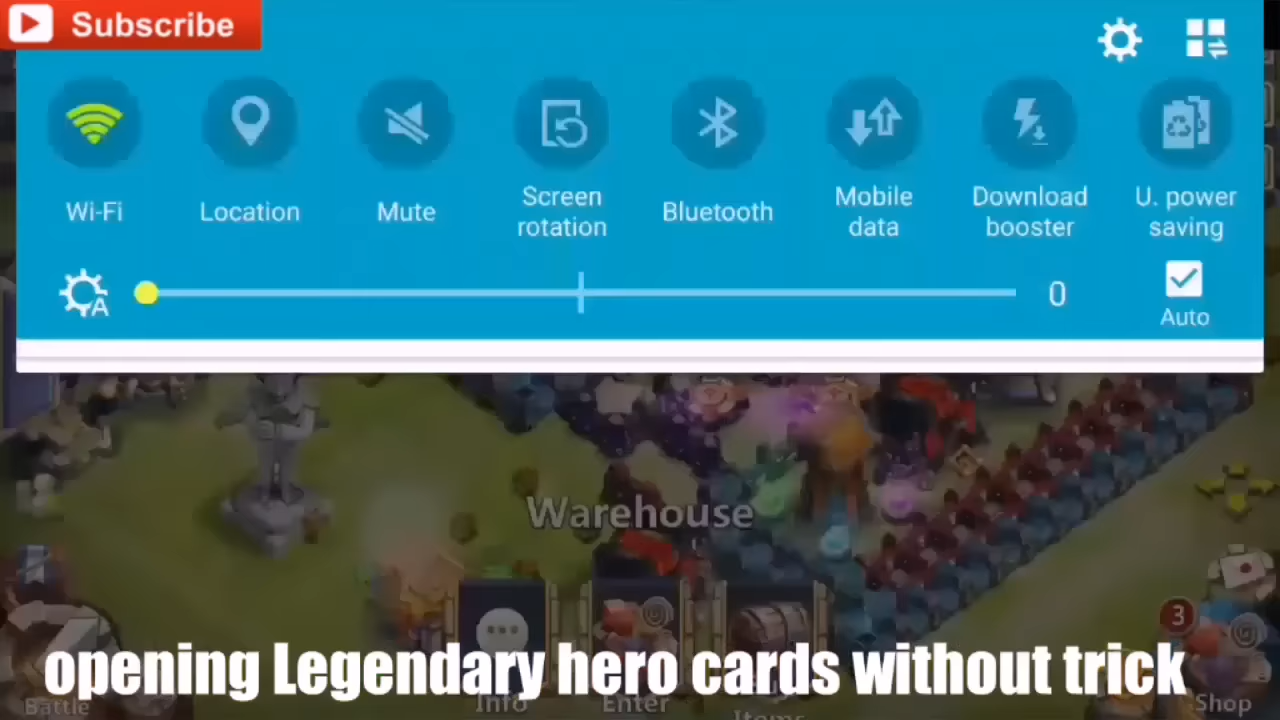 Subscribe
Wi-Fi
Location
Mute
Screen
rotation
Bluetooth
Mobile
data
Download
booster
U. power
saving
A
0
Auto
Warehouse
3
opening Legendary hero cards without trick
Battle
Info
Enter
Items
Shop